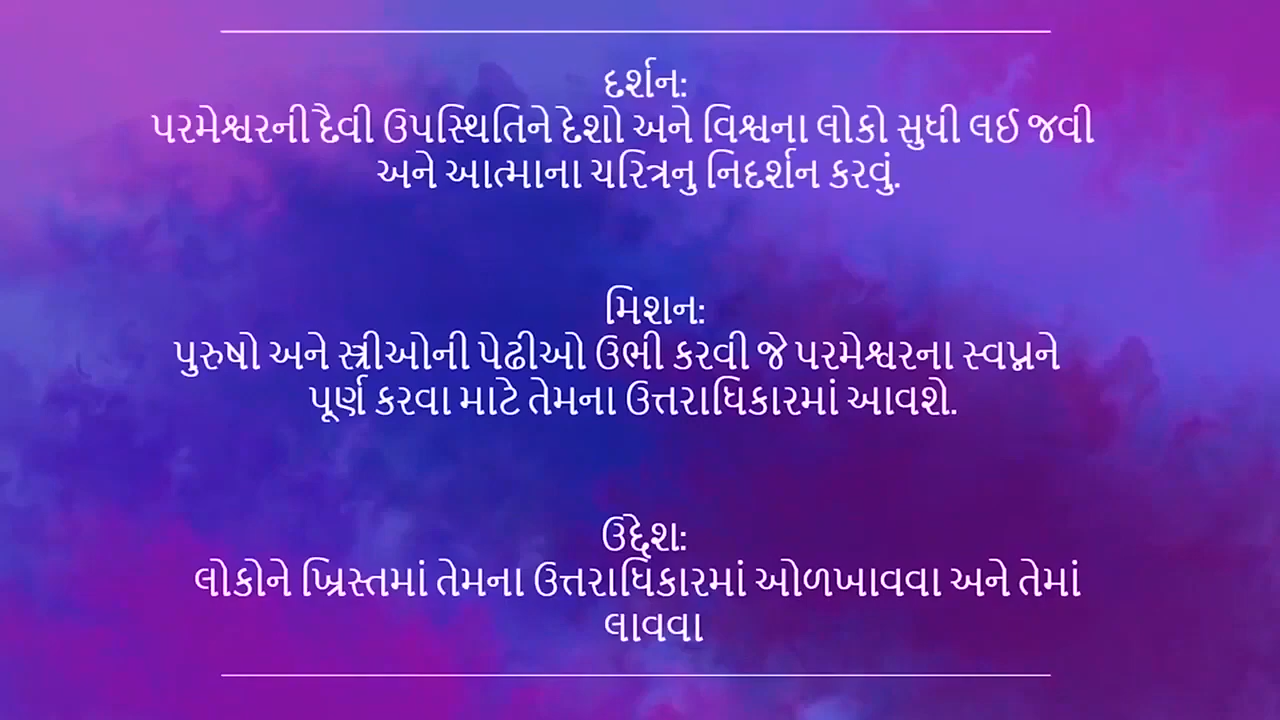 દર્શન:
પરમેશ્વરની દૈવી ઉપસ્થિતિને દેશો અને વિશ્વના લોકો સુધી લઈ જવી
અને આત્માના ચરિત્રનુ નિદર્શન કરવું.
મિશન:
પુરુષો અને સ્ત્રીઓની પેઢીઓ ઉભી કરવી જે પરમેશ્વરના સ્વપ્નને
પૂર્ણ કરવા માટે તેમના ઉત્તરાધિકારમાં આવશે.
ઉદ્દેશ:
લોકોને ખ્રિસ્તમાં તેમના ઉત્તરાધિકારમાં ઓળખાવવા અને તેમાં
લાવવા